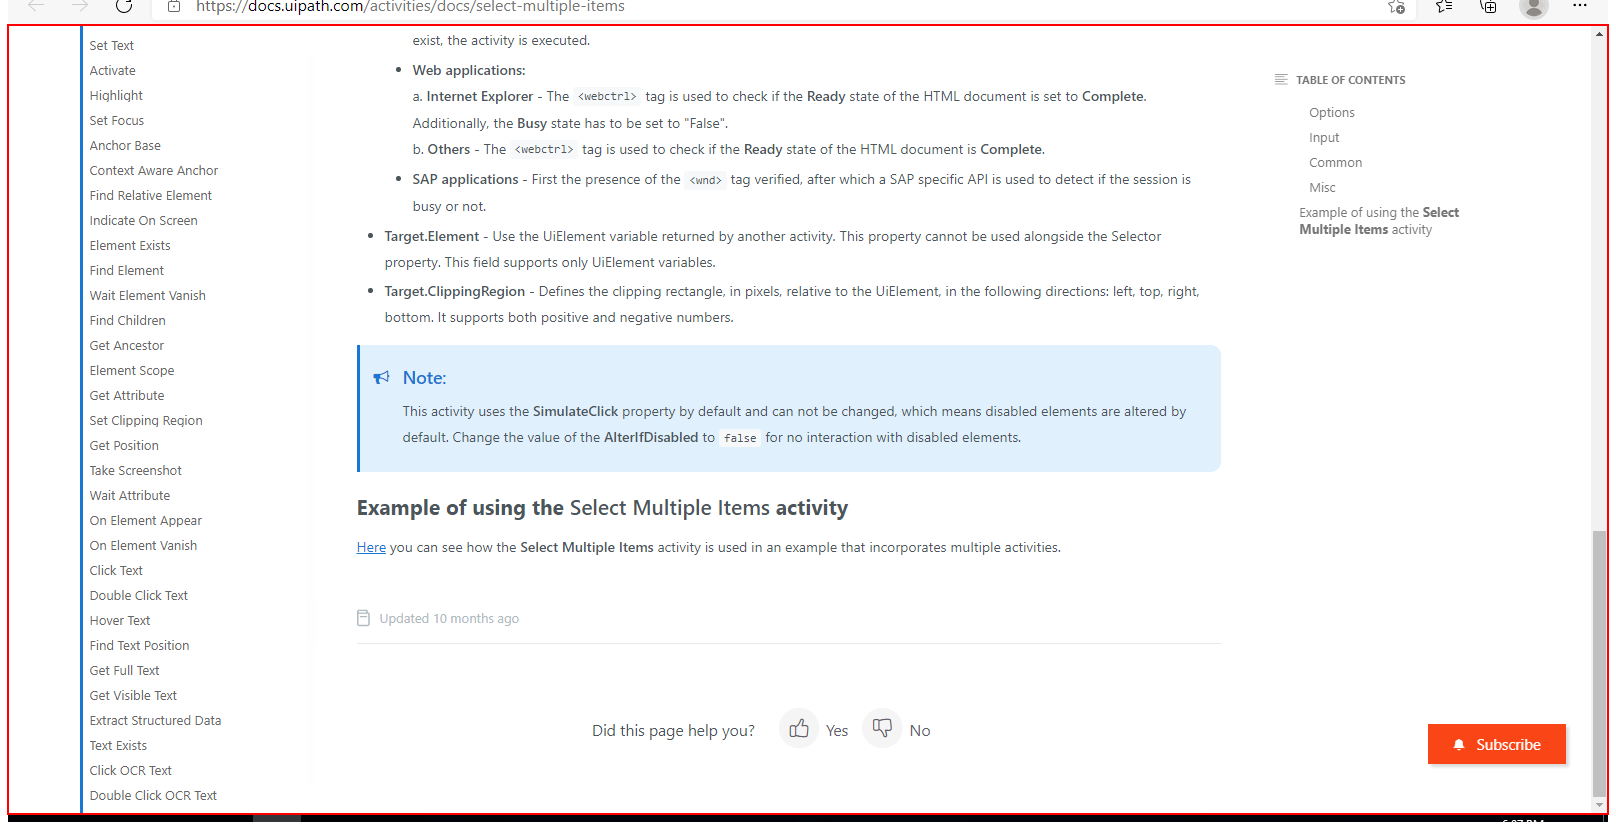 https://docs.uipath.com/activities/docs/select-multiple-items
Set Text
Activate
Highlight
Set Focus
Anchor Base
Context Aware Anchor
Find Relative Element
Indicate On Screen
Element Exists
Find Element
Wait Element Vanish
Find Children
Get Ancestor
Element Scope
Get Attribute
Set Clipping Region
Get Position
Take Screenshot
Wait Attribute
On Element Appear
On Element Vanish
Click Text
Double Click Text
Hover Text
Find Text Position
Get Full Text
Get Visible Text
Extract Structured Data
Text Exists
Click OCR Text
Double Click OCR Text
exist, the activity is executed.
• Web applications:
a. Internet Explorer - The <webctrl> tag is used to check if the Ready state of the HTML document is set to Complete.
Additionally, the Busy state has to be set to "False".
b. Others - The <webctrl> tag is used to check if the Ready state of the HTML document is Complete.
• SAP applications - First the presence of the <wnd> tag verified, after which a SAP specific API is used to detect if the session is
busy or not.
• Target.Element - Use the UiElement variable returned by another activity. This property cannot be used alongside the Selector
property. This field supports only UiElement variables.
• Target.ClippingRegion - Defines the clipping rectangle, in pixels, relative to the UiElement, in the following directions: left, top, right,
bottom. It supports both positive and negative numbers.
Note:
This activity uses the SimulateClick property by default and can not be changed, which means disabled elements are altered by
default. Change the value of the AlterIfDisabled to false for no interaction with disabled elements.
Example of using the Select Multiple Items activity
Here you can see how the Select Multiple Items activity is used in an example that incorporates multiple activities.
Updated 10 months ago
Did this page help you? Yes No
TABLE OF CONTENTS
Options
Input
Common
Misc
Example of using the Select
Multiple Items activity
Subscribe